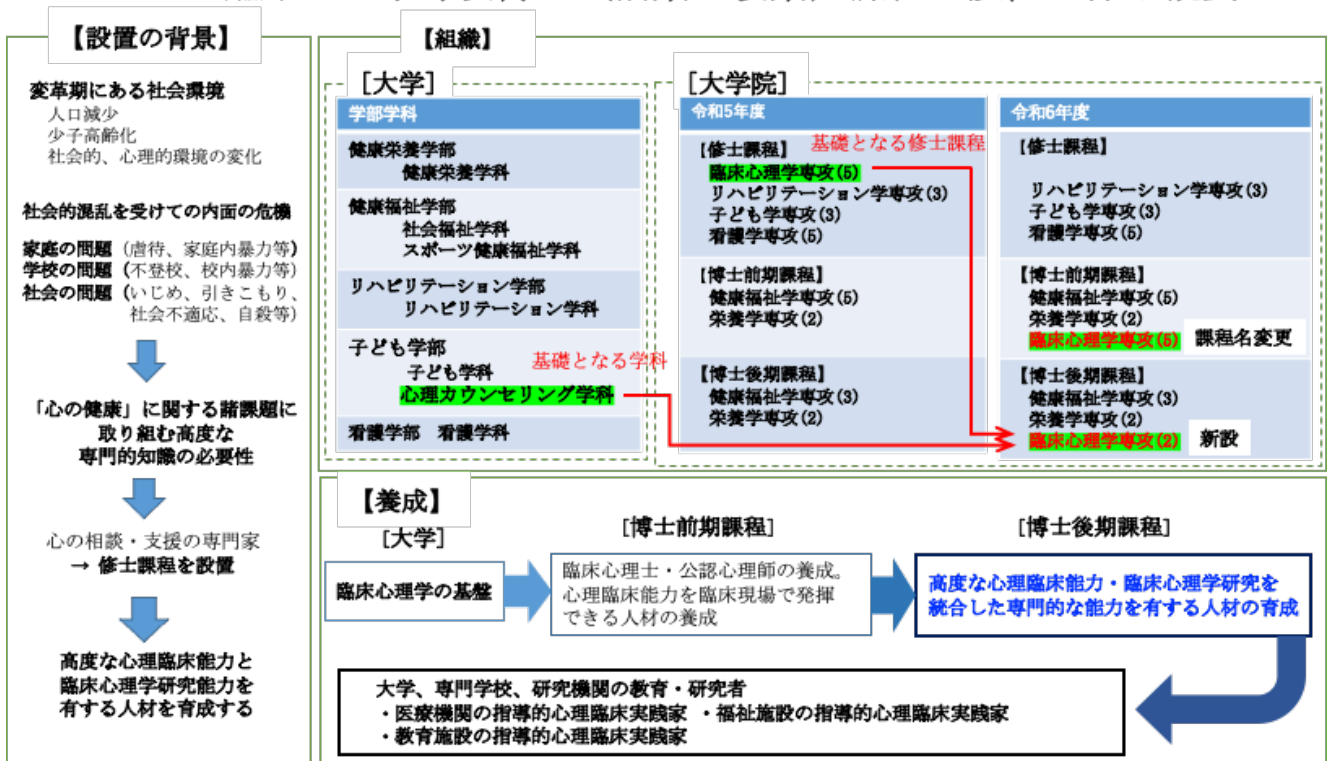 【設置の背景】
変革期にある社会環境
人口減少
少子高齢化
社会的、心理的環境の変化
社会的混乱を受けての内面の危機
家庭の問題（虐待、家庭内暴力等）
学校の問題（不登校、校内暴力等）
社会の問題（いじめ、引きこもり、
社会不適応、自殺等）
「心の健康」に関する諸課題に
取り組む高度な
専門的知識の必要性
心の相談・支援の専門家
→ 修士課程を設置
高度な心理臨床能力と
臨床心理学研究能力を
有する人材を育成する
【組織】
[大学]
学部学科
健康栄養学部
健康栄養学科
健康福祉学部
社会福祉学科
スポーツ健康福祉学科
リハビリテーション学部
リハビリテーション学科
子ども学部
子ども学科
心理カウンセリング学科
基礎となる学科
看護学部　看護学科
[大学院]
令和5年度
【修士課程】
基礎となる修士課程
臨床心理学専攻(5)
リハビリテーション学専攻(3)
子ども学専攻(3)
看護学専攻(5)
【博士前期課程】
健康福祉学専攻(5)
栄養学専攻(2)
【博士後期課程】
健康福祉学専攻(3)
栄養学専攻(2)
令和6年度
【修士課程】
リハビリテーション学専攻(3)
子ども学専攻(3)
看護学専攻(5)
【博士前期課程】
健康福祉学専攻(5)
栄養学専攻(2)
臨床心理学専攻(5)　課程名変更
【博士後期課程】
健康福祉学専攻(3)
栄養学専攻(2)
臨床心理学専攻(2)　新設
【養成】
[大学]
臨床心理学の基盤
[博士前期課程]
臨床心理士・公認心理師の養成。
心理臨床能力を臨床現場で発揮
できる人材の養成
[博士後期課程]
高度な心理臨床能力・臨床心理学研究を
統合した専門的な能力を有する人材の育成
大学、専門学校、研究機関の教育・研究者
・医療機関の指導的心理臨床実践家　・福祉施設の指導的心理臨床実践家
・教育施設の指導的心理臨床実践家